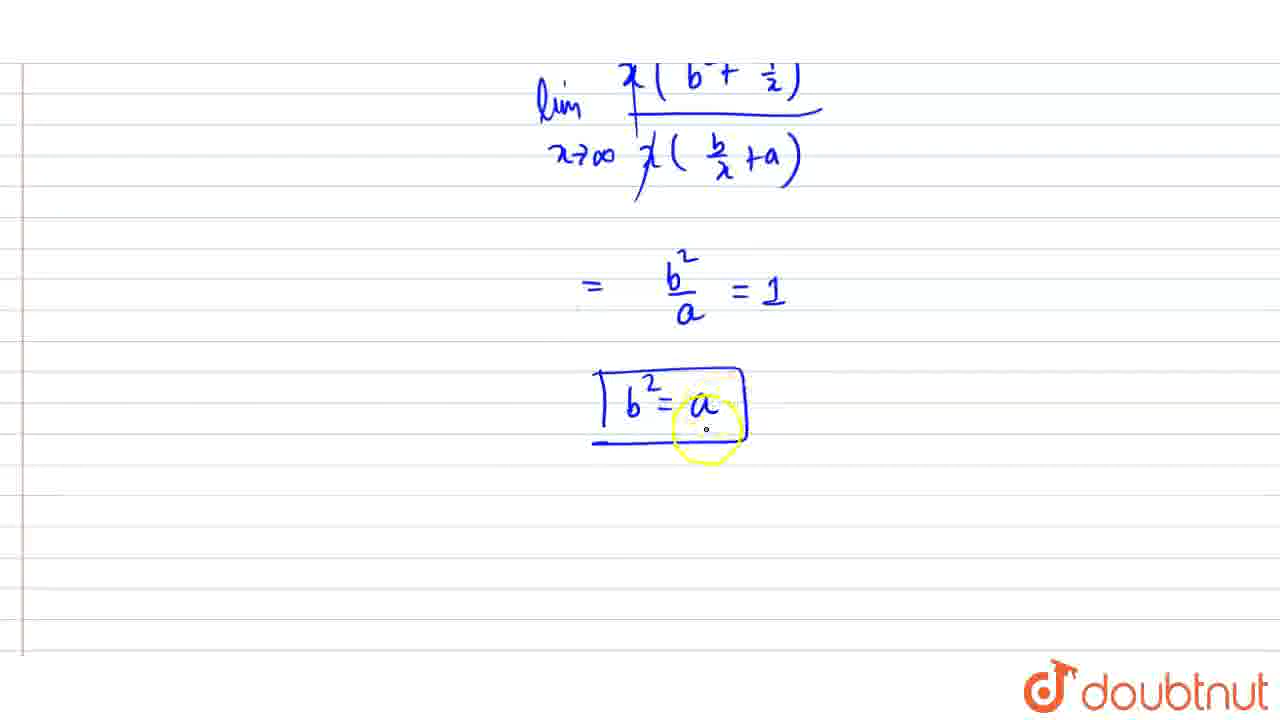 x( b² + 1/x)
lim
x→∞ x( b/x + a)
= b²/a = 1
b² = a
doubtnut